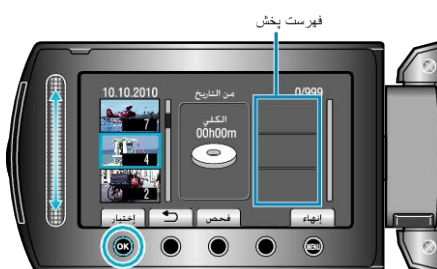 فهرست پخش
10.10.2010
من التاريخ
0/999
7
الكلي
00h00m
4
2
إختيار
فحص
إنهاء
OK
MENU